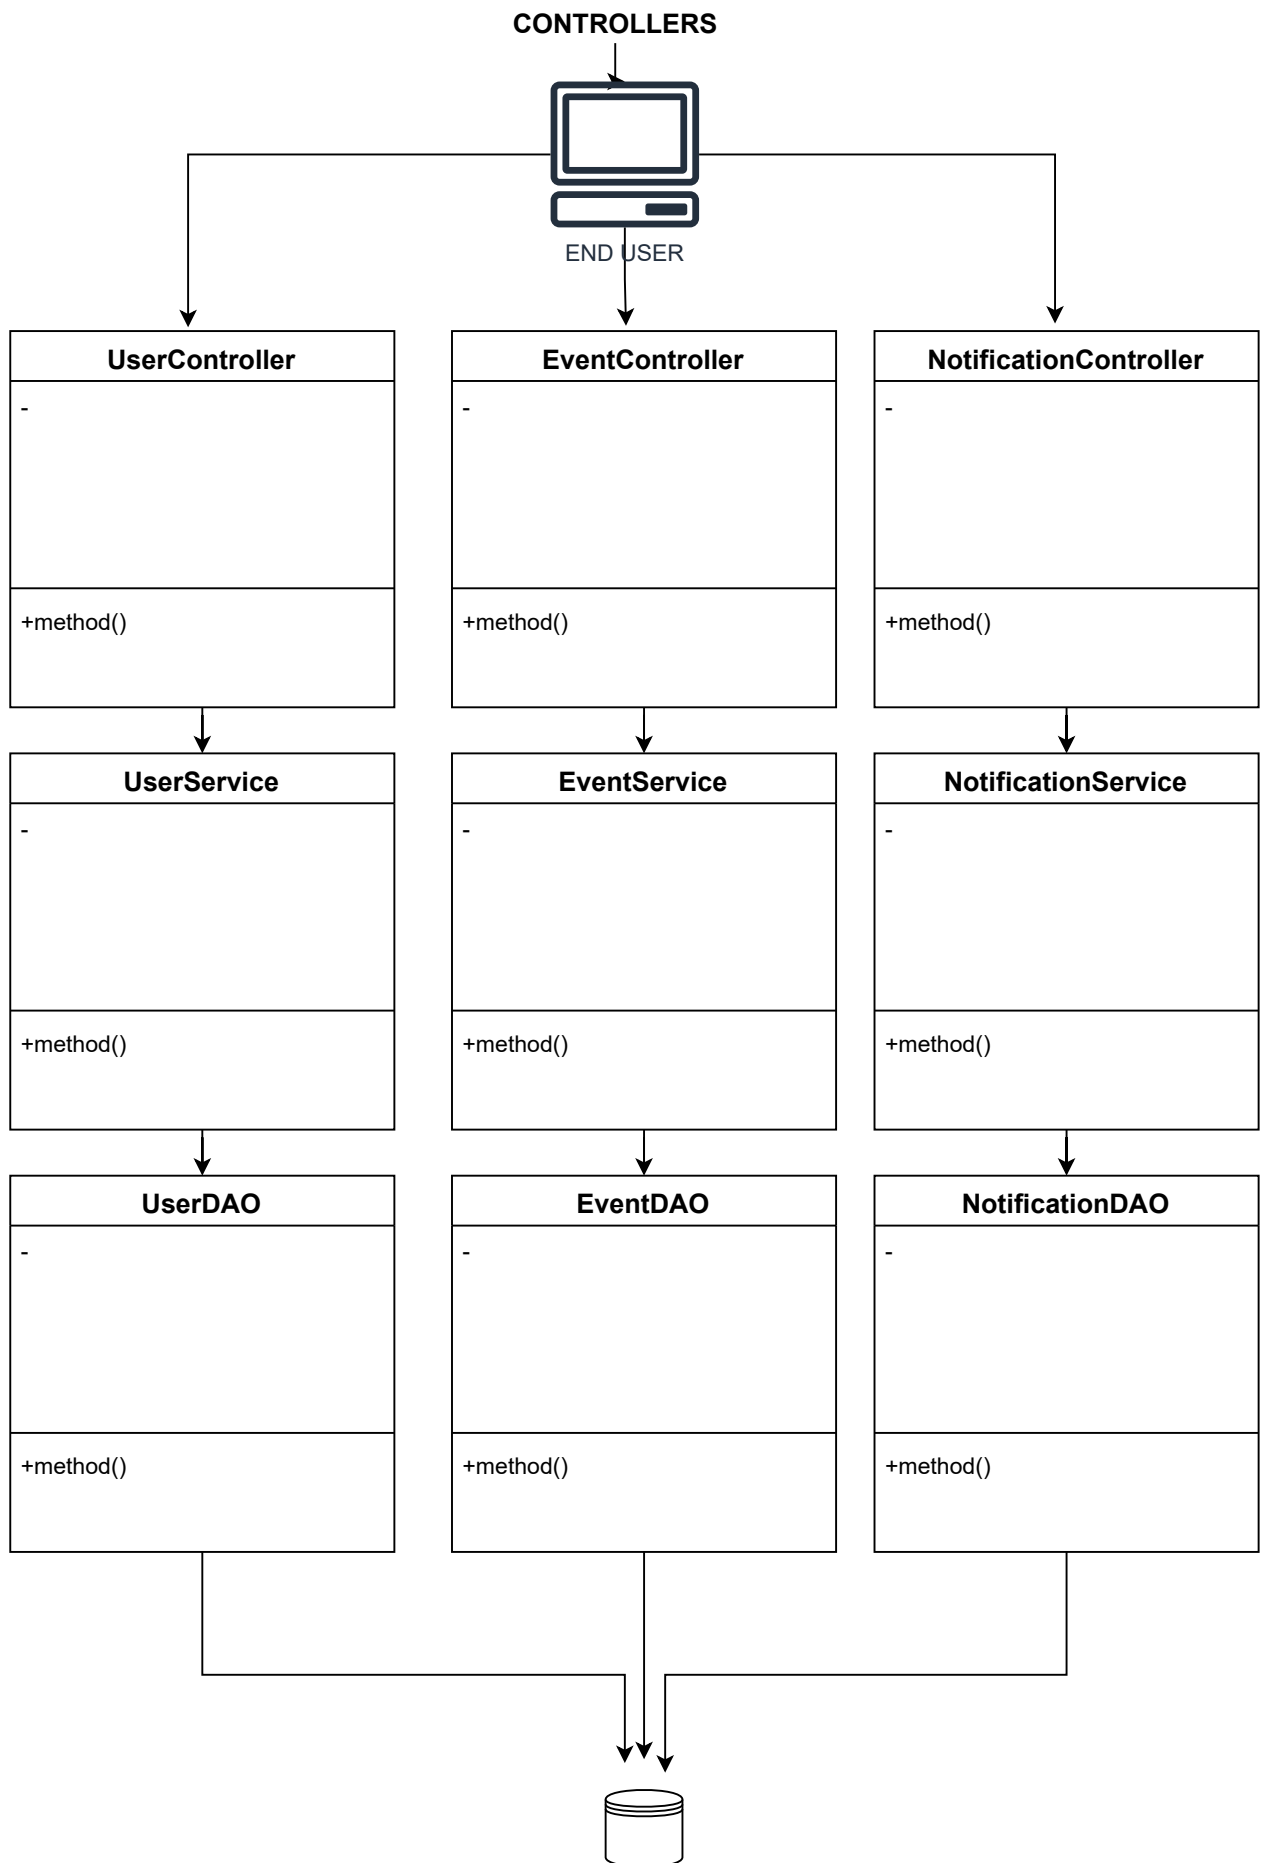 CONTROLLERS
END USER
UserController
EventController
NotificationController
-
-
-
+method()
+method()
+method()
UserService
EventService
NotificationService
-
-
-
+method()
+method()
+method()
UserDAO
EventDAO
NotificationDAO
-
-
-
+method()
+method()
+method()